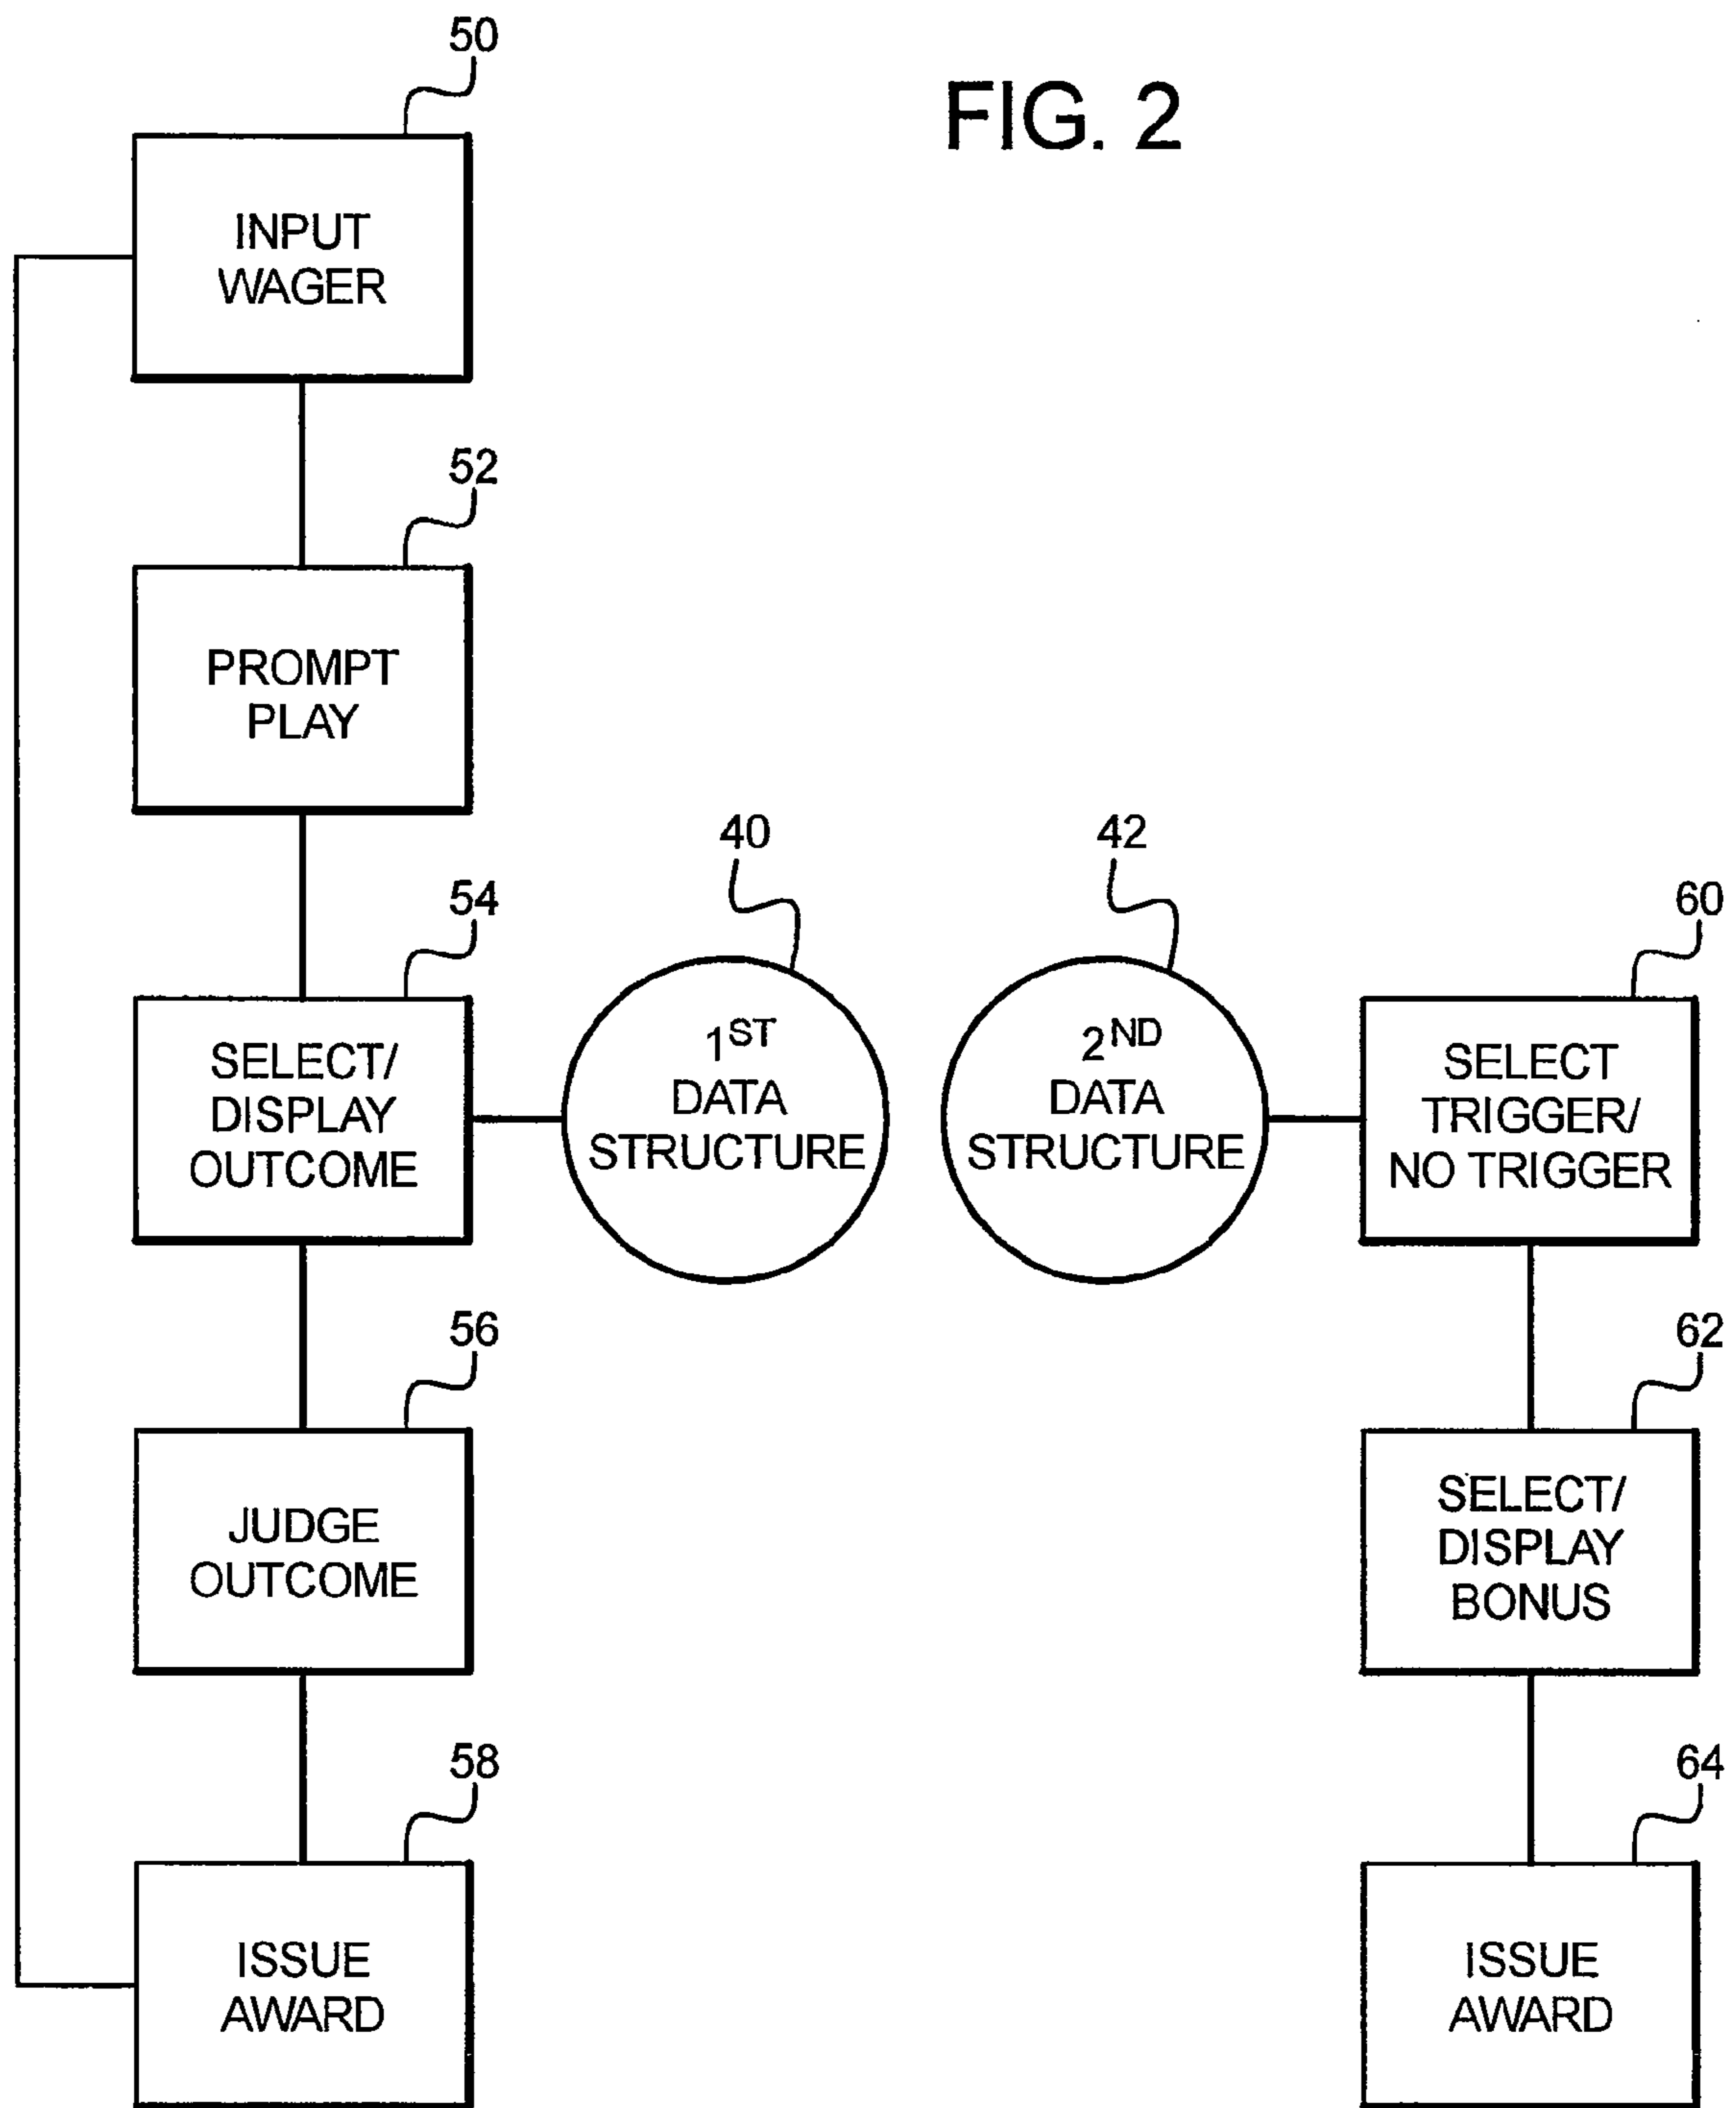 FIG. 2
50
INPUT
WAGER
52
PROMPT
PLAY
54
SELECT/
DISPLAY
OUTCOME
40
1ST
DATA
STRUCTURE
42
2ND
DATA
STRUCTURE
60
SELECT
TRIGGER/
NO TRIGGER
56
JUDGE
OUTCOME
62
SELECT/
DISPLAY
BONUS
58
ISSUE
AWARD
64
ISSUE
AWARD